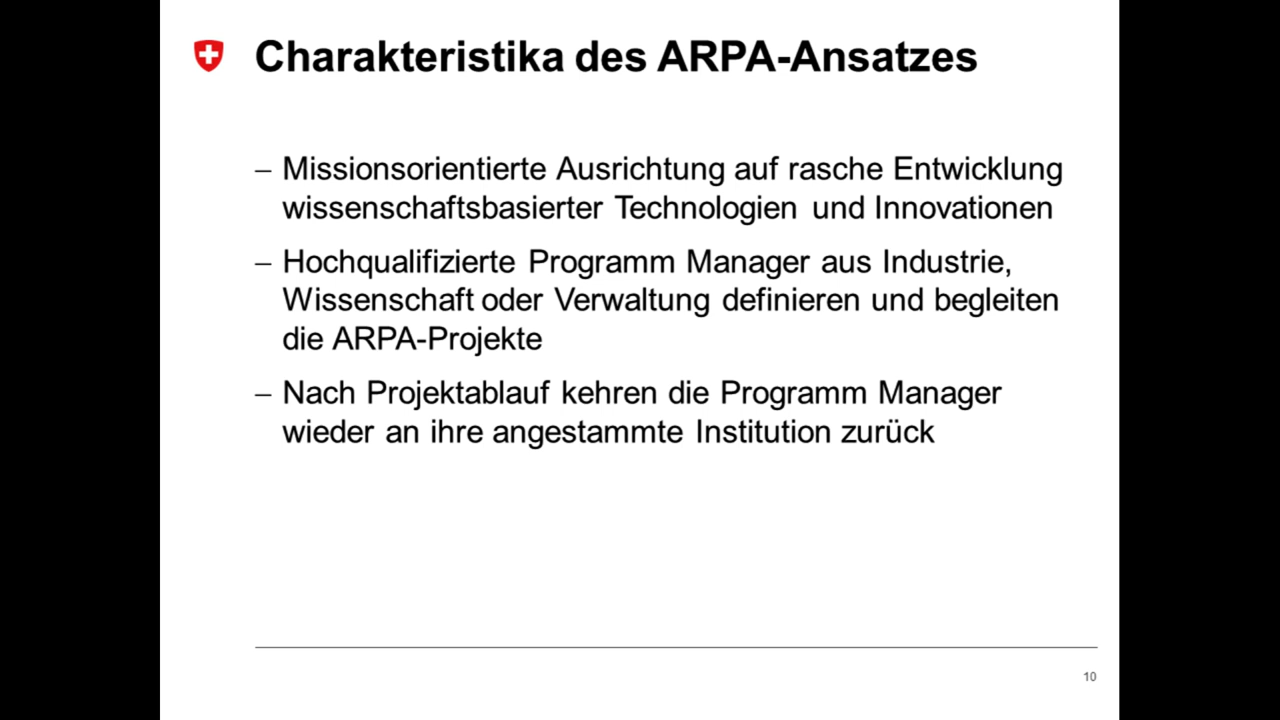 Charakteristika des ARPA-Ansatzes
– Missionsorientierte Ausrichtung auf rasche Entwicklung
wissenschaftsbasierter Technologien und Innovationen
– Hochqualifizierte Programm Manager aus Industrie,
Wissenschaft oder Verwaltung definieren und begleiten
die ARPA-Projekte
– Nach Projektablauf kehren die Programm Manager
wieder an ihre angestammte Institution zurück
10